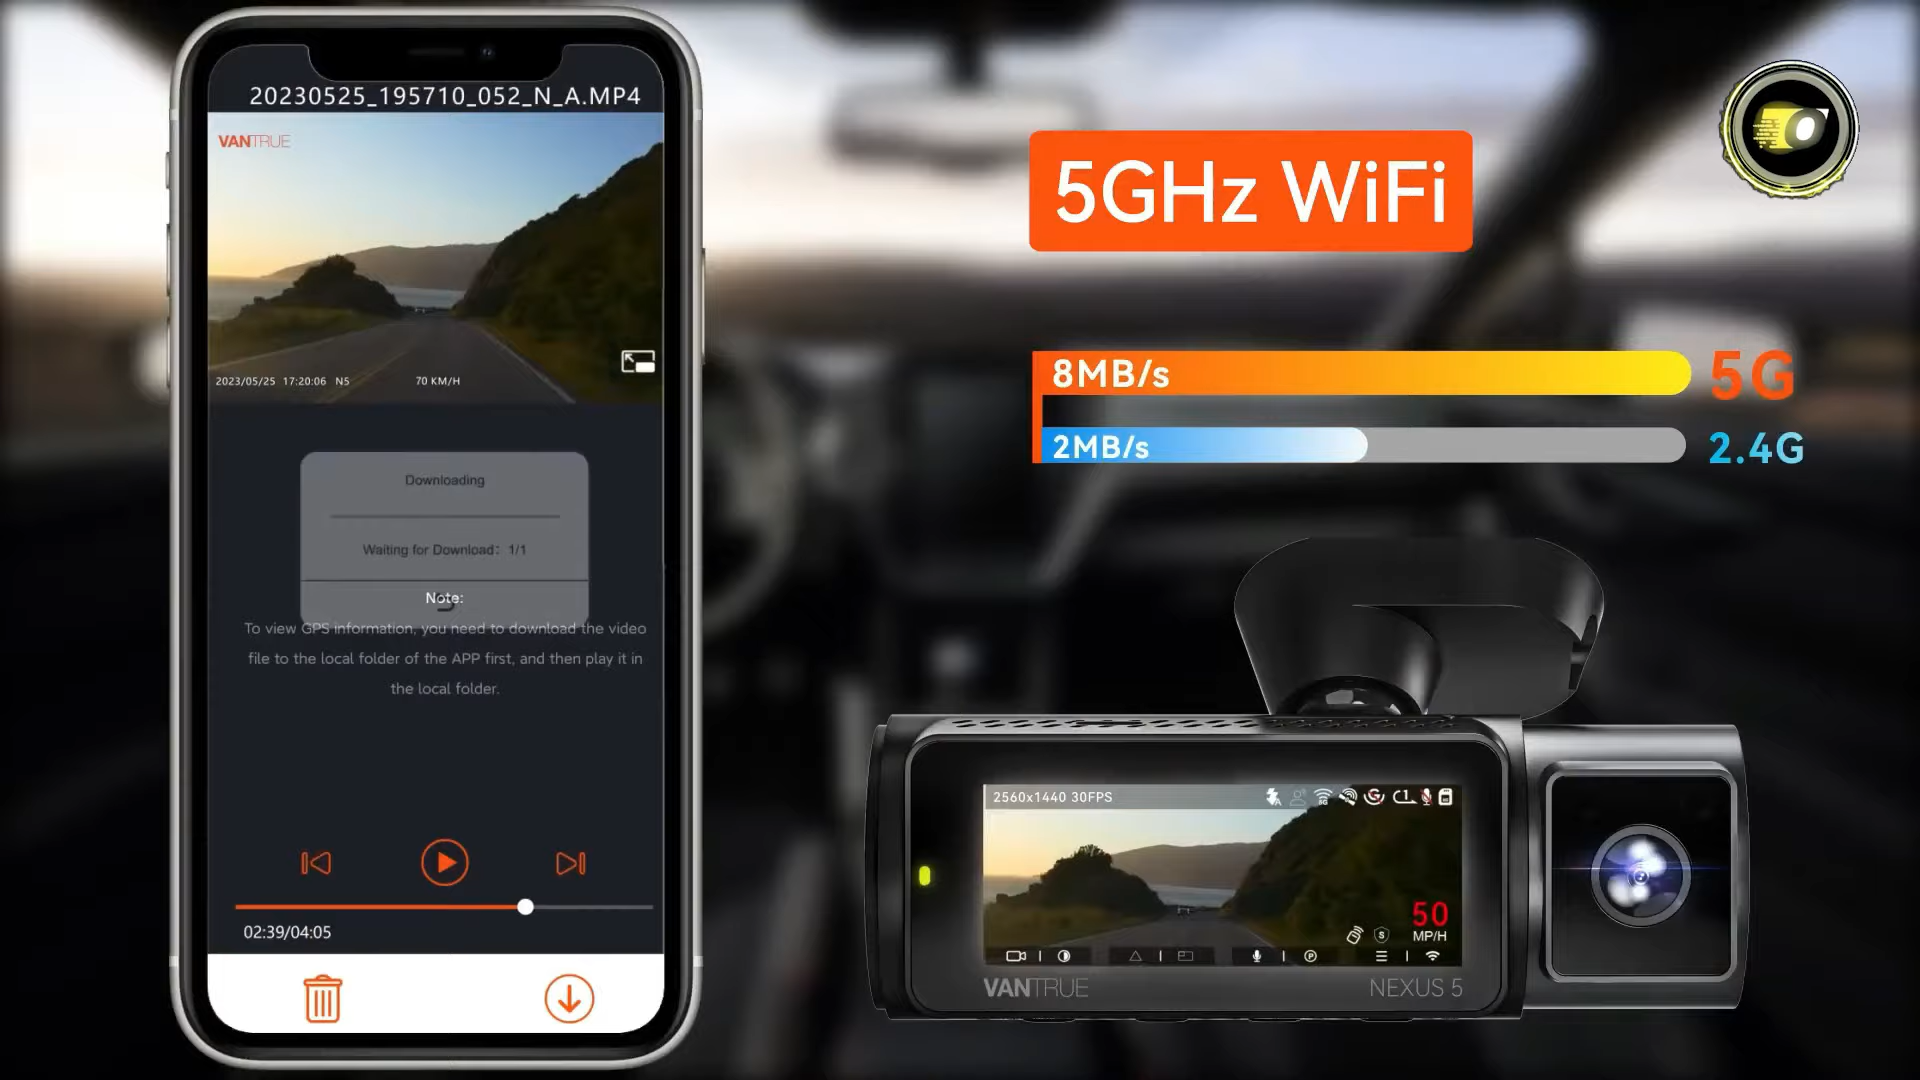 20230525_195710_052_N_A.MP4
VANTRUE
2023/05/25 17:20:06 N5 70 KM/H
Downloading
Waiting for Download: 1/1
Note:
To view GPS information, you need to download the video
file to the local folder of the APP first, and then play it in
the local folder.
02:39/04:05
5GHz WiFi
8MB/s 5G
2MB/s 2.4G
2560x1440 30FPS
50
MP/H
VANTRUE NEXUS 5